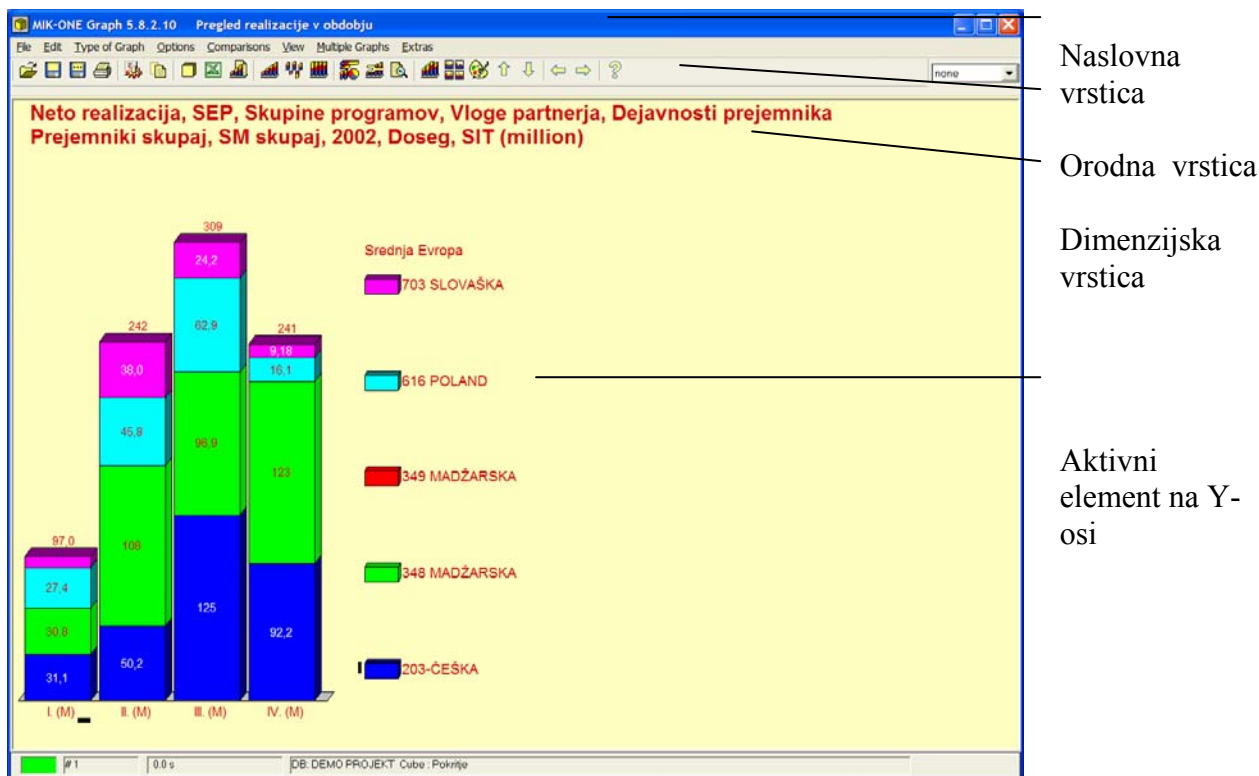 MIK-ONE Graph 5.8.2.10 Pregled realizacije v obdobju
File Edit Type of Graph Options Comparisons View Multiple Graphs Extras
none
Neto realizacija, SEP, Skupine programov, Vloge partnerja, Dejavnosti prejemnika
Prejemniki skupaj, SM skupaj, 2002, Doseg, SIT (million)
309
24,2
62,9
96,9
125
242
38,0
45,8
108
50,2
241
9,18
16,1
123
92,2
97,0
27,4
30,8
31,1
I. (M) II. (M) III. (M) IV. (M)
Srednja Evropa
703 SLOVAŠKA
616 POLAND
349 MADŽARSKA
348 MADŽARSKA
203-ČEŠKA
#1 0.0 s DB: DEMO PROJEKT Cube : Pokritje
Naslovna
vrstica
Orodna vrstica
Dimenzijska
vrstica
Aktivni
element na Y-
osi